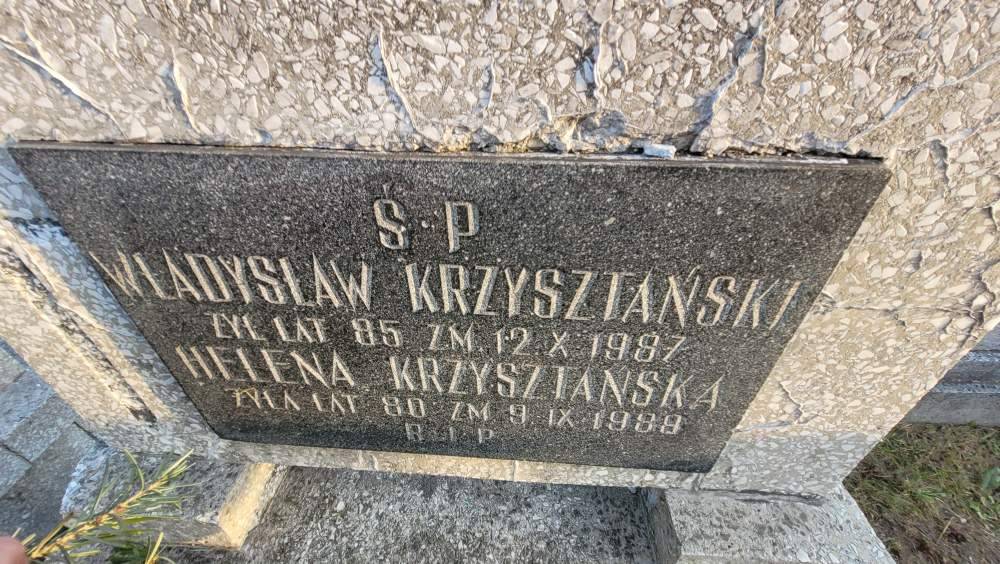 Ś.P.
WŁADYSŁAW KRZYSZTAŃSKI
ŻYŁ LAT 85 ZM. 12 X 1987
HELENA KRZYSZTAŃSKA
ŻYŁA LAT 80 ZM 9 IX 1988
R.I.P.